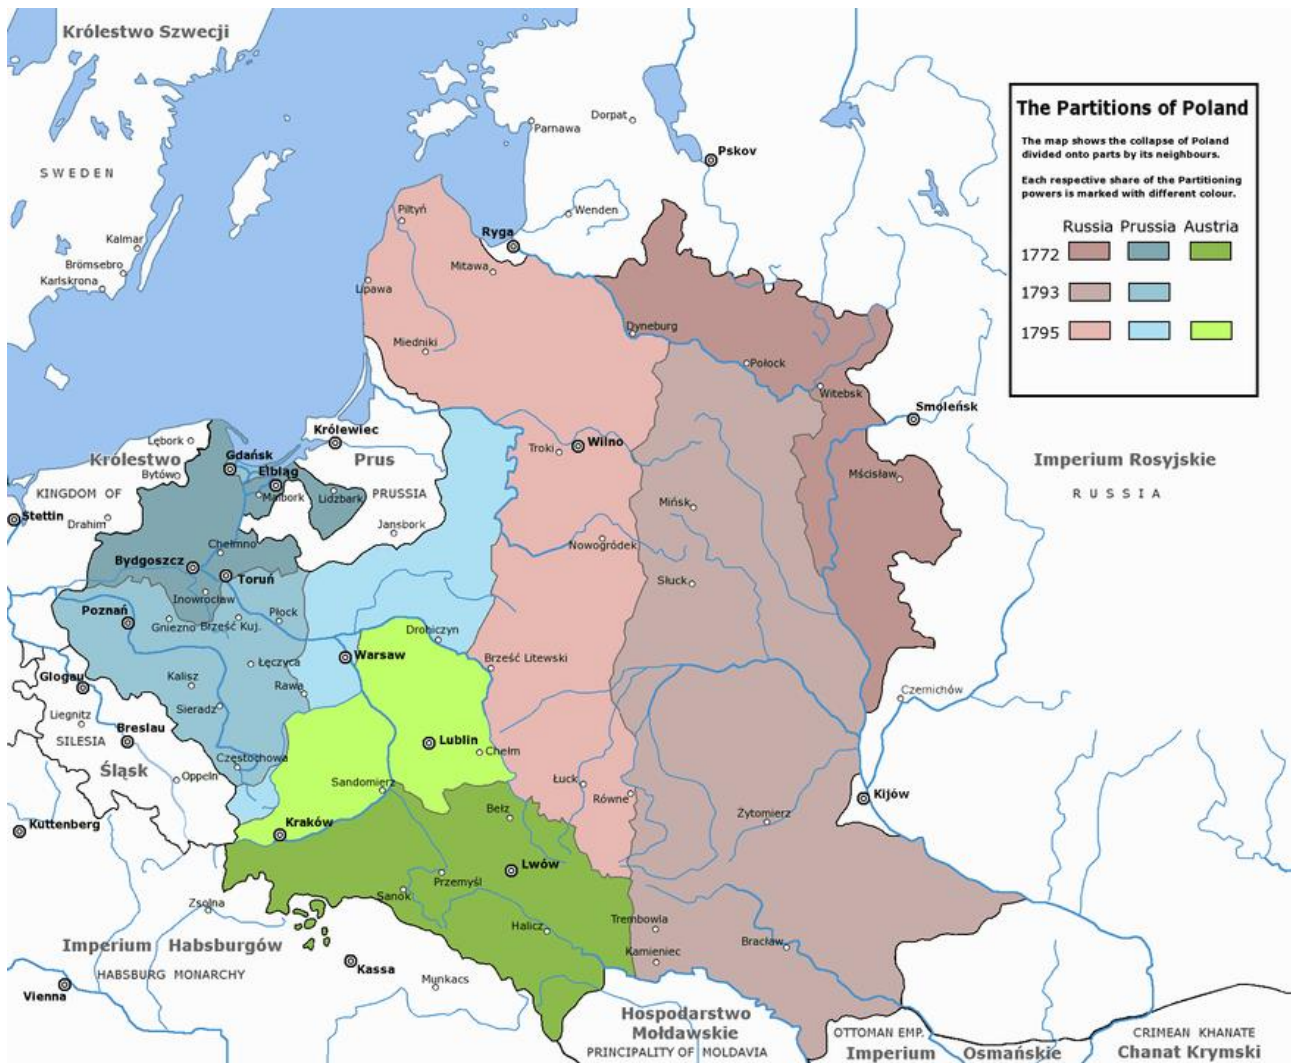 Królestwo Szwecji
SWEDEN
Kalmar
Brömsebro
Karlskrona
Parnawa
Dorpat
Pskov
Wenden
Ryga
Piltyń
Mitawa
Lipawa
Miedniki
Dyneburg
Połock
Witebsk
Smoleńsk
The Partitions of Poland
The map shows the collapse of Poland
divided onto parts by its neighbours.
Each respective share of the Partitioning
powers is marked with different colour.
Russia Prussia Austria
1772
1793
1795
Imperium Rosyjskie
RUSSIA
Mścisław
Lębork
Królestwo
Bytów
KINGDOM OF
Drahim
Stettin
Gdańsk
Elbląg
Malbork
Lidzbark
Królewiec
Prus
PRUSSIA
Jansbork
Troki
Wilno
Mińsk
Nowogródek
Słuck
Chełmno
Bydgoszcz
Toruń
Inowrocław
Poznań
Gniezno
Brześć Kuj.
Płock
Drohiczyn
Warsaw
Brześć Litewski
Łęczyca
Kalisz
Rawa
Sieradz
Glogau
Liegnitz
Breslau
SILESIA
Śląsk
Oppeln
Częstochowa
Lublin
Chełm
Czernichów
Sandomierz
Łuck
Równe
Bełz
Kijów
Żytomierz
Kuttenberg
Kraków
Lwów
Przemyśl
Sanok
Zsolna
Halicz
Trembowla
Kamieniec
Bracław
Imperium Habsburgów
HABSBURG MONARCHY
Vienna
Kassa
Munkacs
Hospodarstwo
Mołdawskie
PRINCIPALITY OF MOLDAVIA
OTTOMAN EMP.
Imperium Osmańskie
CRIMEAN KHANATE
Chanat Krymski